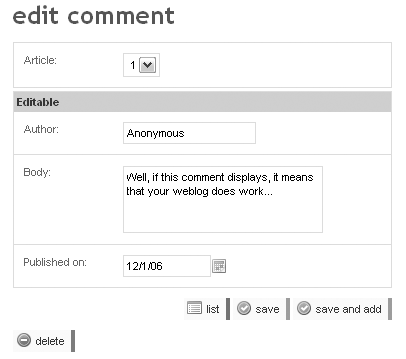 edit comment
Article: 1
Editable
Author: Anonymous
Body: Well, if this comment displays, it means
that your weblog does work...
Published on: 12/1/06
list save save and add
delete